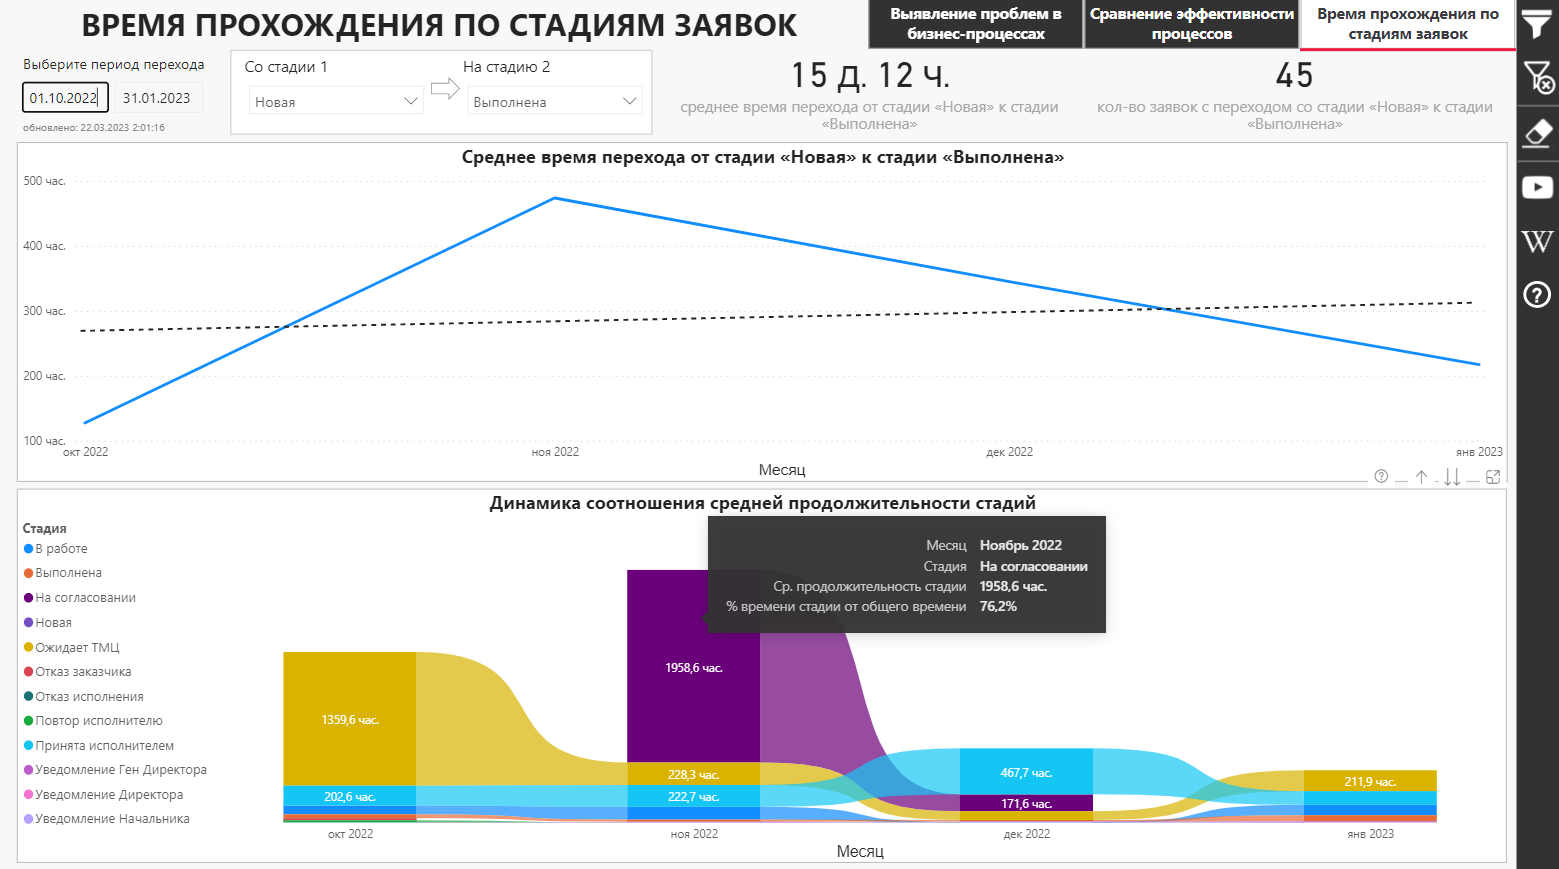 ВРЕМЯ ПРОХОЖДЕНИЯ ПО СТАДИЯМ ЗАЯВОК
Выявление проблем в
бизнес-процессах
Сравнение эффективности
процессов
Время прохождения по
стадиям заявок
Выберите период перехода
01.10.2022
31.01.2023
обновлено: 22.03.2023 2:01:16
Со стадии 1
Новая
На стадию 2
Выполнена
15 д. 12 ч.
среднее время перехода от стадии «Новая» к стадии
«Выполнена»
45
кол-во заявок с переходом со стадии «Новая» к стадии
«Выполнена»
W
Среднее время перехода от стадии «Новая» к стадии «Выполнена»
500 час.
400 час.
300 час.
200 час.
100 час.
окт 2022
ноя 2022
дек 2022
янв 2023
Месяц
Динамика соотношения средней продолжительности стадий
Стадия
В работе
Выполнена
На согласовании
Новая
Ожидает ТМЦ
Отказ заказчика
Отказ исполнения
Повтор исполнителю
Принята исполнителем
Уведомление Ген Директора
Уведомление Директора
Уведомление Начальника
Месяц Ноябрь 2022
Стадия На согласовании
Ср. продолжительность стадии 1958,6 час.
% времени стадии от общего времени 76,2%
1359,6 час.
202,6 час.
1958,6 час.
228,3 час.
222,7 час.
467,7 час.
171,6 час.
211,9 час.
окт 2022
ноя 2022
дек 2022
янв 2023
Месяц